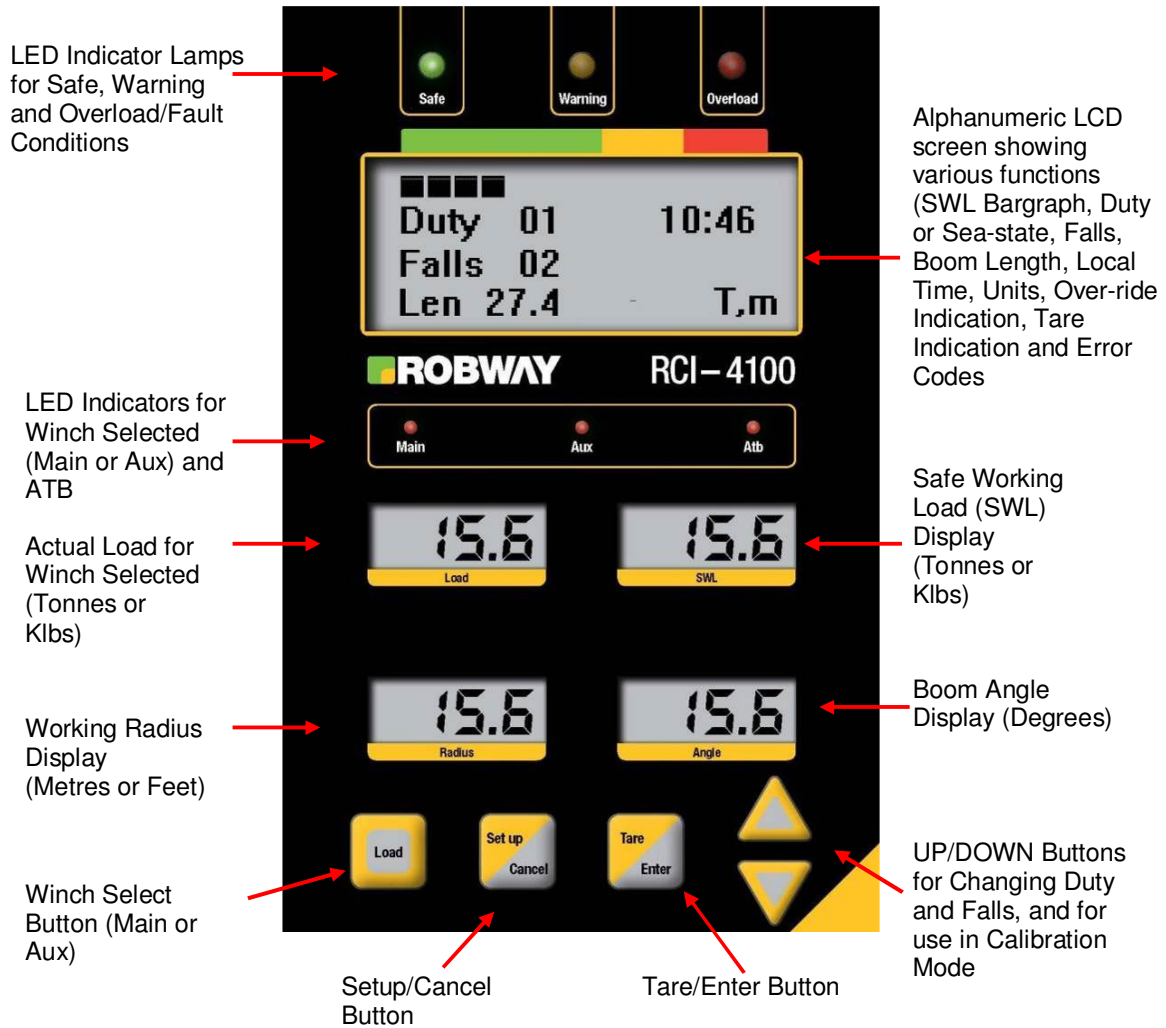 LED Indicator Lamps
for Safe, Warning
and Overload/Fault
Conditions
Safe
Warning
Overload
Duty 01 10:46
Falls 02
Len 27.4 T,m
Alphanumeric LCD
screen showing
various functions
(SWL Bargraph, Duty
or Sea-state, Falls,
Boom Length, Local
Time, Units, Over-ride
Indication, Tare
Indication and Error
Codes
ROBWAY RCI-4100
LED Indicators for
Winch Selected
(Main or Aux) and
ATB
Main
Aux
Atb
Actual Load for
Winch Selected
(Tonnes or
Klbs)
15.6
Load
15.6
SWL
Safe Working
Load (SWL)
Display
(Tonnes or
Klbs)
Working Radius
Display
(Metres or Feet)
15.6
Radius
15.6
Angle
Boom Angle
Display (Degrees)
Winch Select
Button (Main or
Aux)
Load
Set up
Cancel
Tare
Enter
UP/DOWN Buttons
for Changing Duty
and Falls, and for
use in Calibration
Mode
Setup/Cancel
Button
Tare/Enter Button